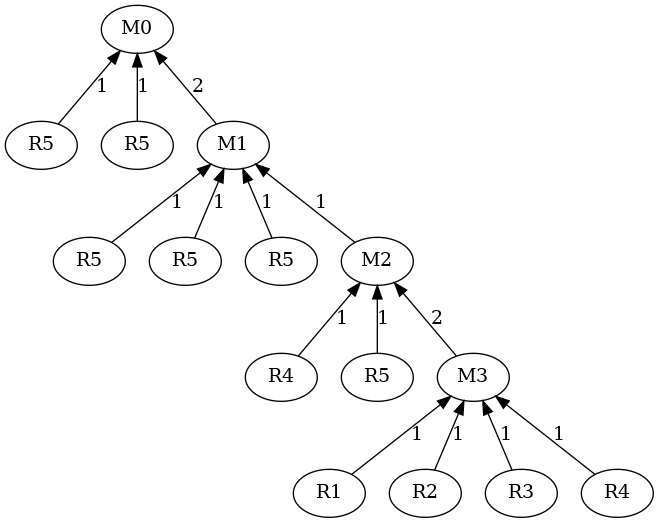 M0
1 1 2
R5 R5 M1
1 1 1 1
R5 R5 R5 M2
1 1 2
R4 R5 M3
1 1 1 1
R1 R2 R3 R4